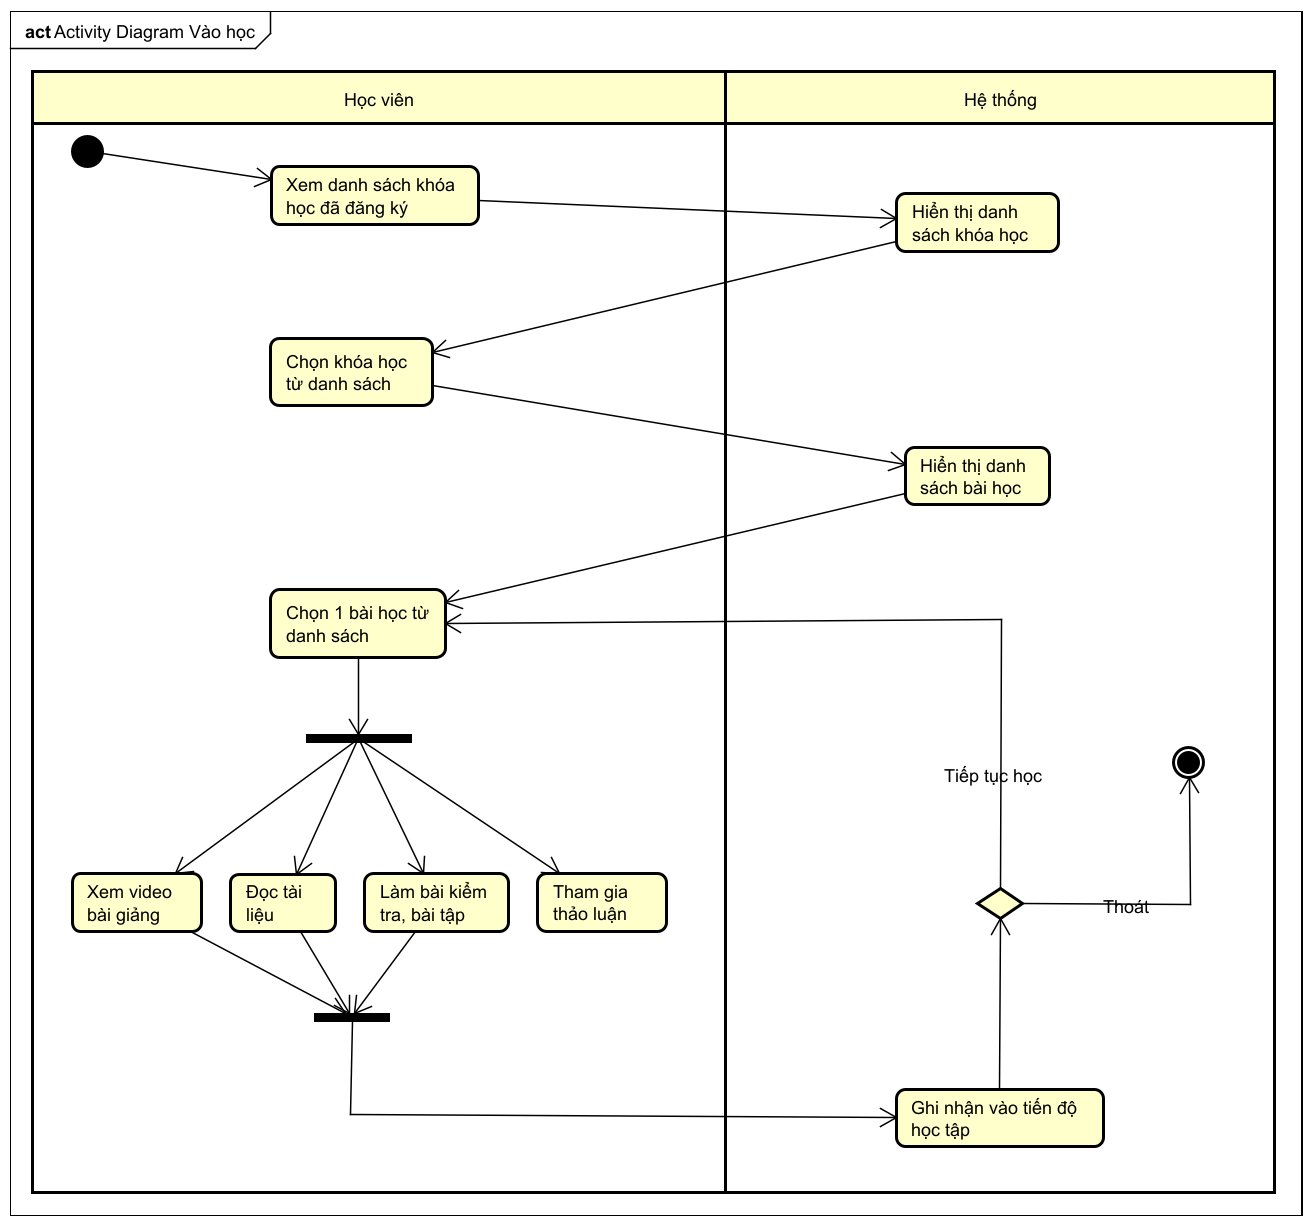 act Activity Diagram Vào học
Học viên
Hệ thống
Xem danh sách khóa
học đã đăng ký
Hiển thị danh
sách khóa học
Chọn khóa học
từ danh sách
Hiển thị danh
sách bài học
Chọn 1 bài học từ
danh sách
Tiếp tục học
Xem video
bài giảng
Đọc tài
liệu
Làm bài kiểm
tra, bài tập
Tham gia
thảo luận
Thoát
Ghi nhận vào tiến độ
học tập